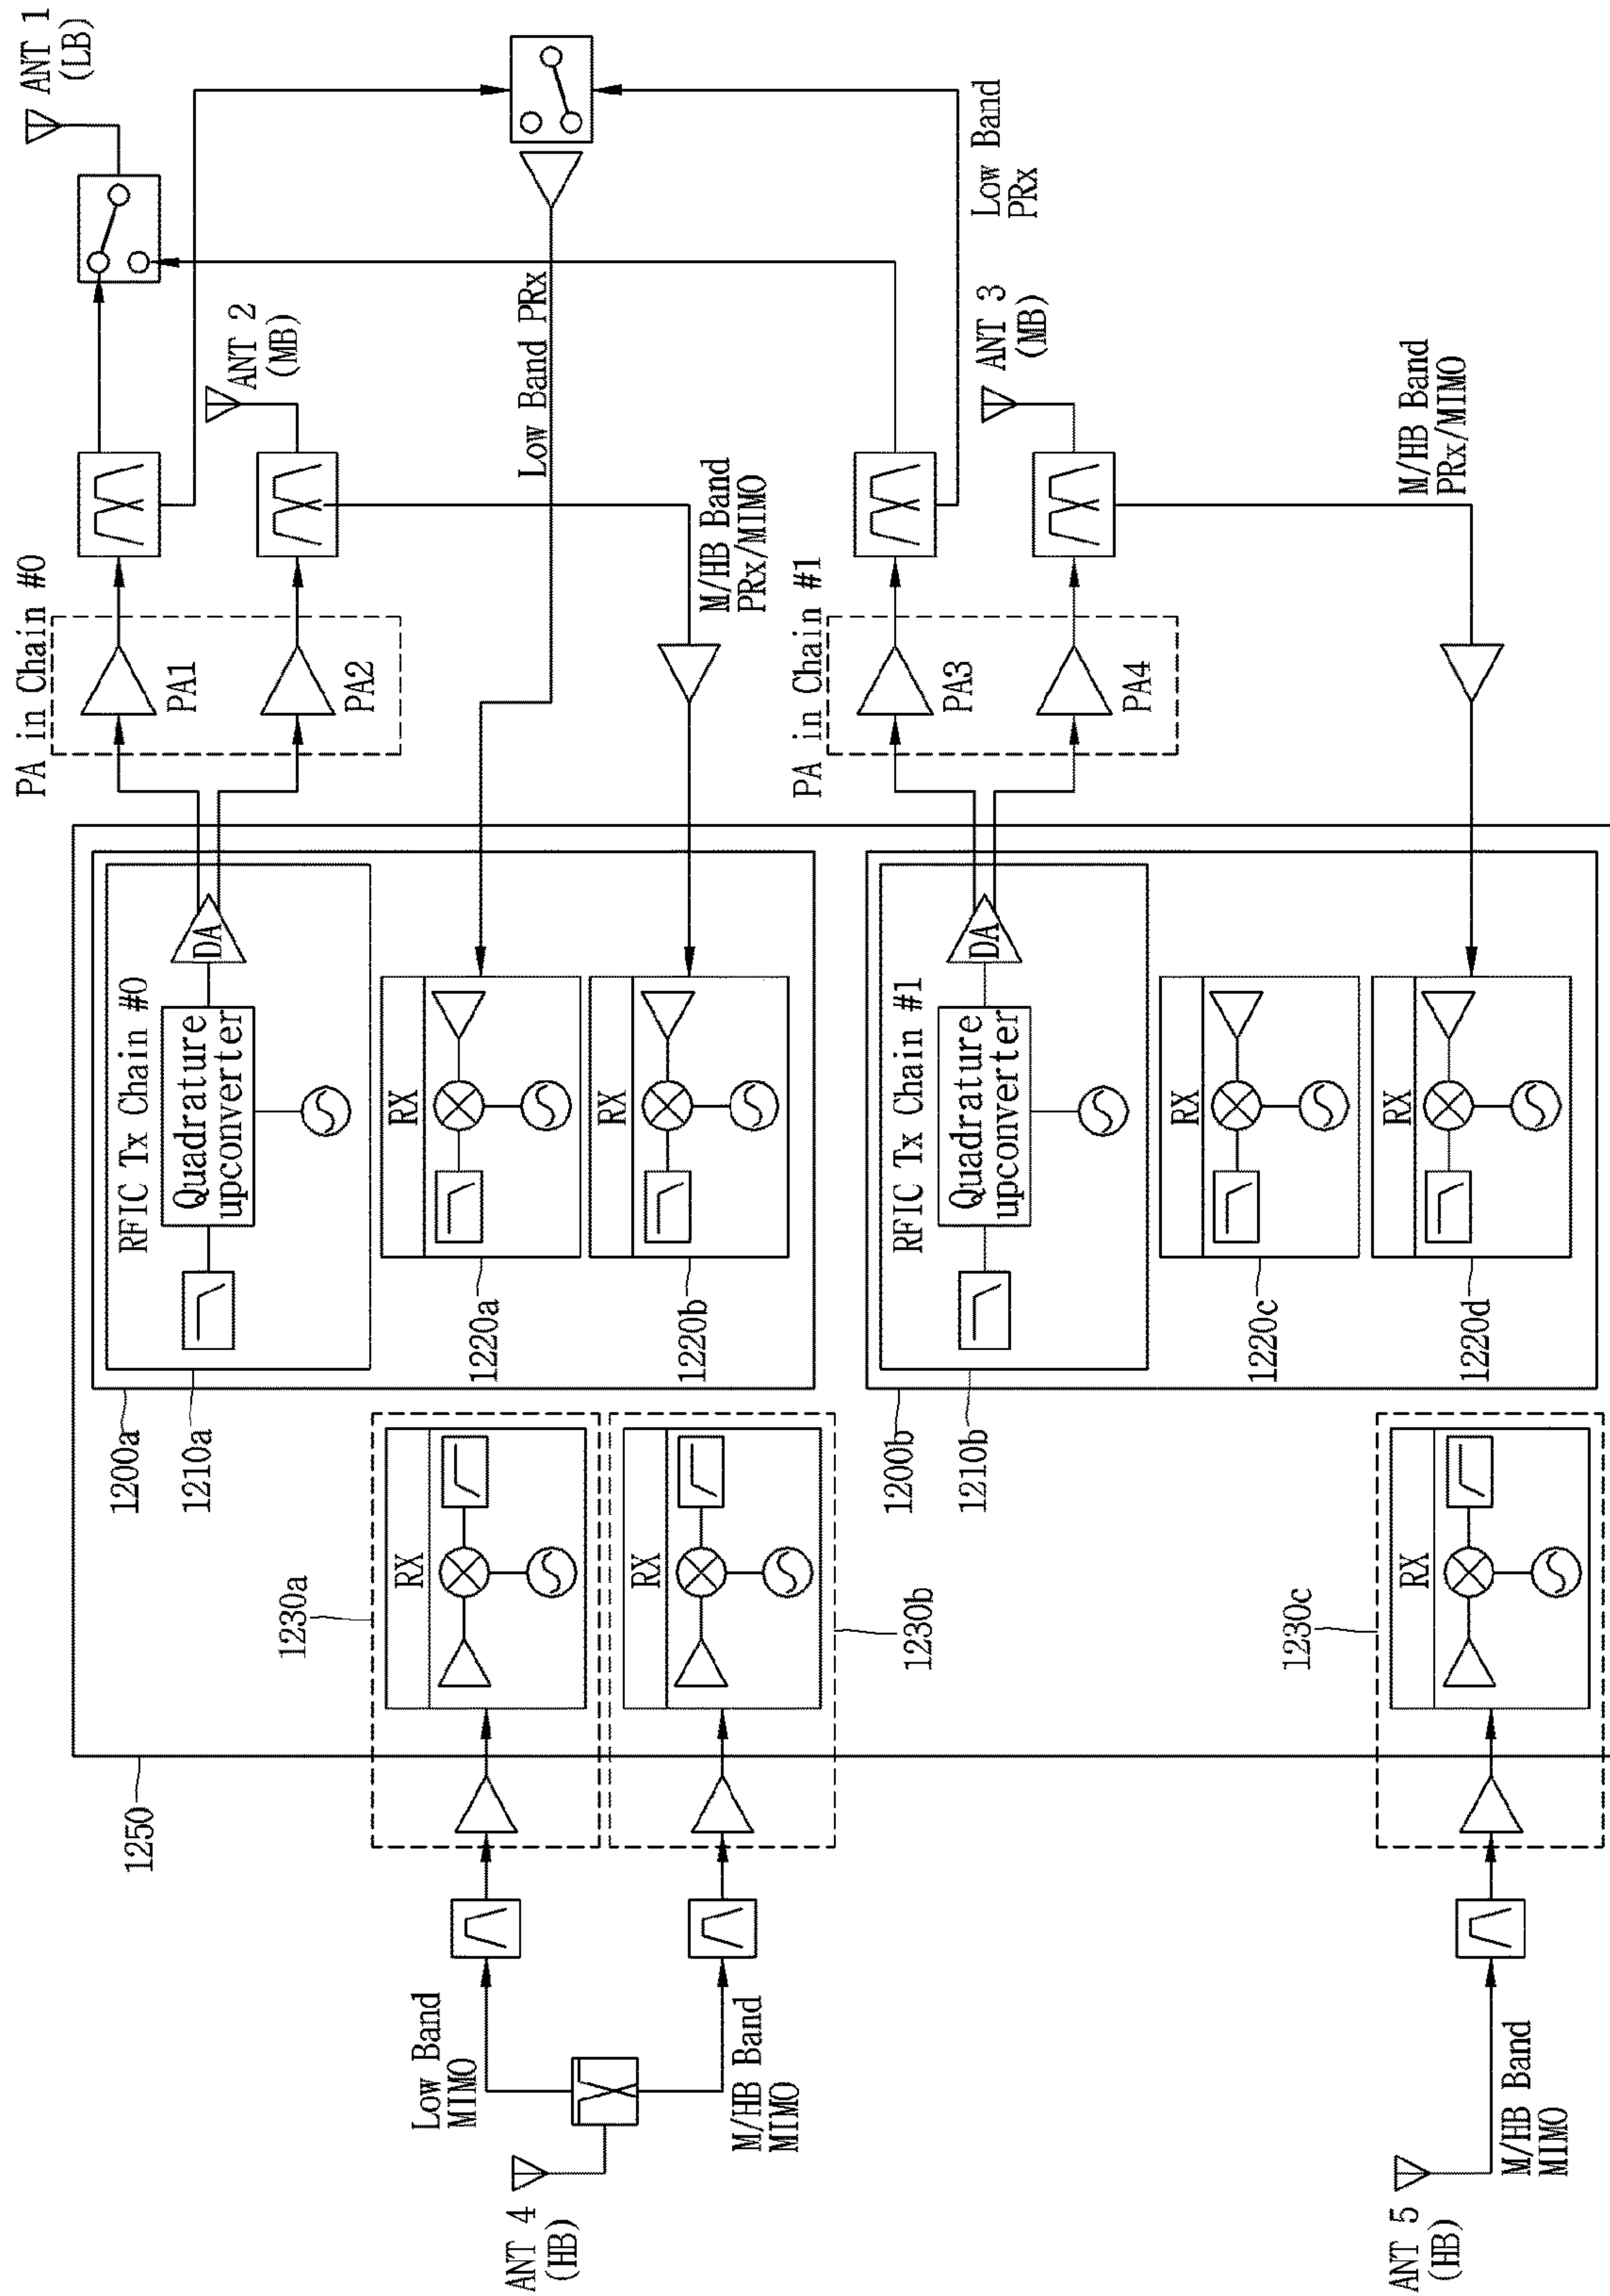 ANT 4
(HB)
Low Band
MIMO
M/HB Band
MIMO
1250
1230a
RX
RX
1230b
1200a
1210a
RFIC Tx Chain #0
Quadrature
upconverter
DA
RX
1220a
RX
1220b
PA in Chain #0
PA1
PA2
ANT 1
(LB)
ANT 2
(MB)
Low Band PRx
M/HB Band
PRx/MIMO
ANT 5
(HB)
M/HB Band
MIMO
1230c
RX
1200b
1210b
RFIC Tx Chain #1
Quadrature
upconverter
DA
RX
1220c
RX
1220d
PA in Chain #1
PA3
PA4
Low Band
PRx
ANT 3
(MB)
M/HB Band
PRx/MIMO